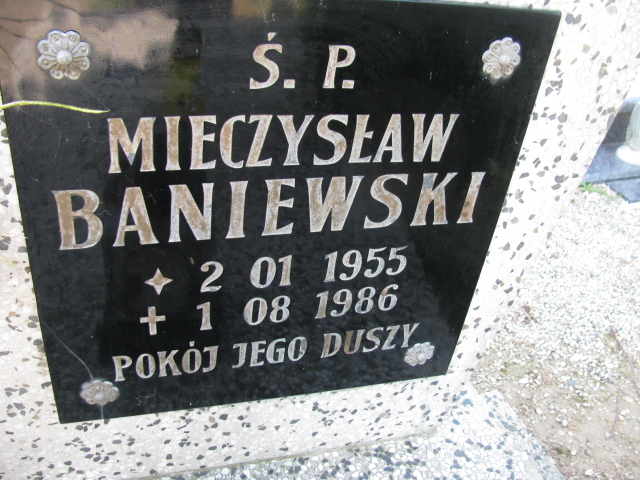 Ś. P.
MIECZYSŁAW
BANIEWSKI
✦ 2 01 1955
+ 1 08 1986
POKÓJ JEGO DUSZY